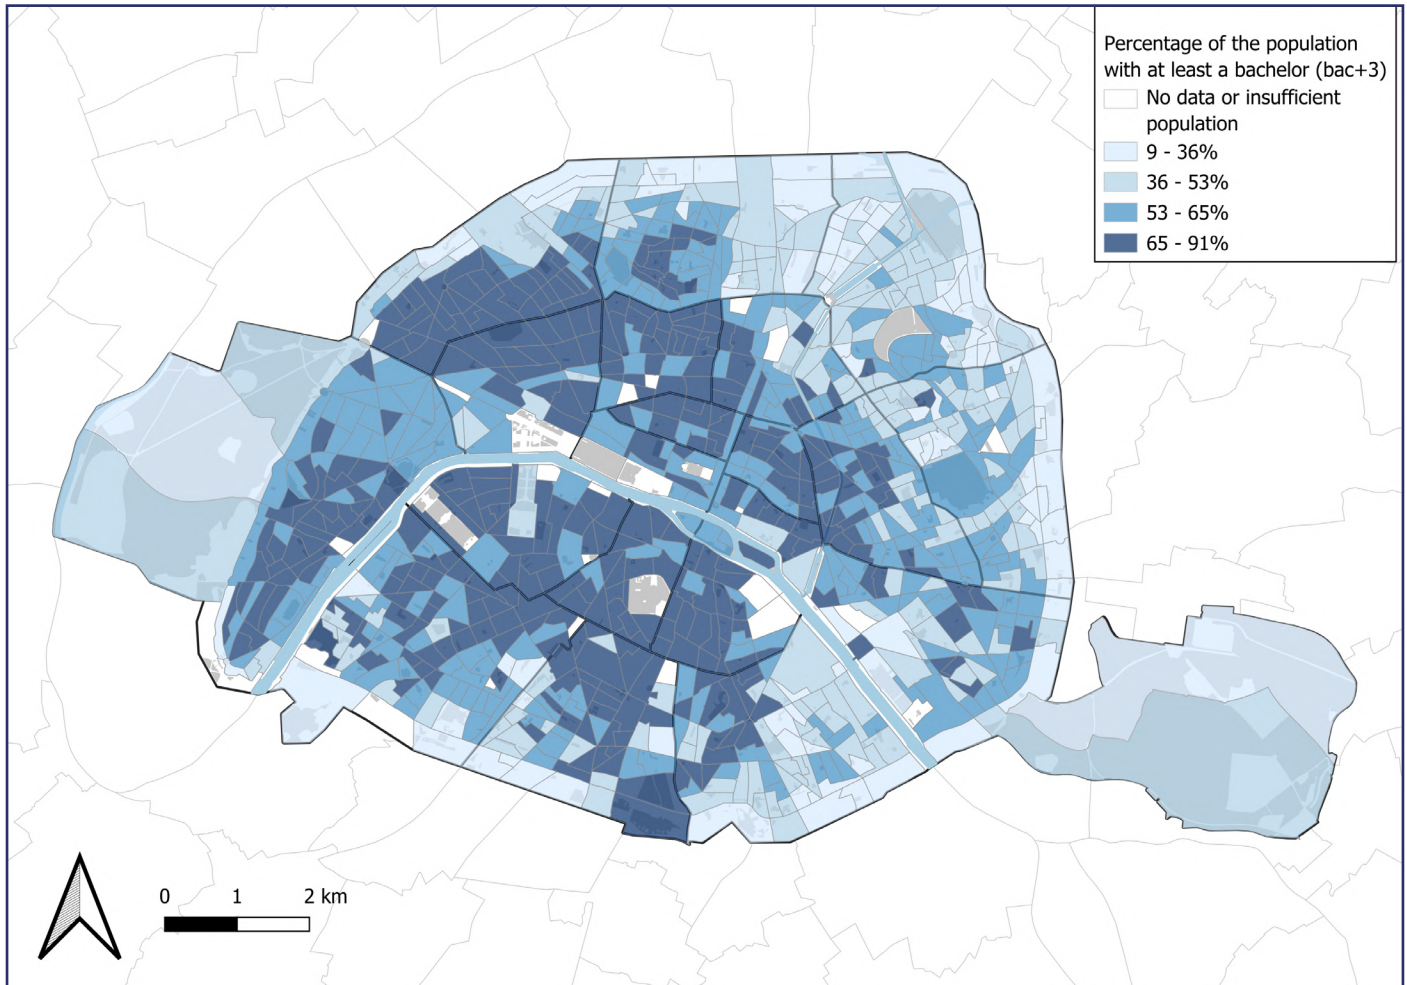 Percentage of the population
with at least a bachelor (bac+3)
No data or insufficient
population
9 - 36%
36 - 53%
53 - 65%
65 - 91%
0 1 2 km